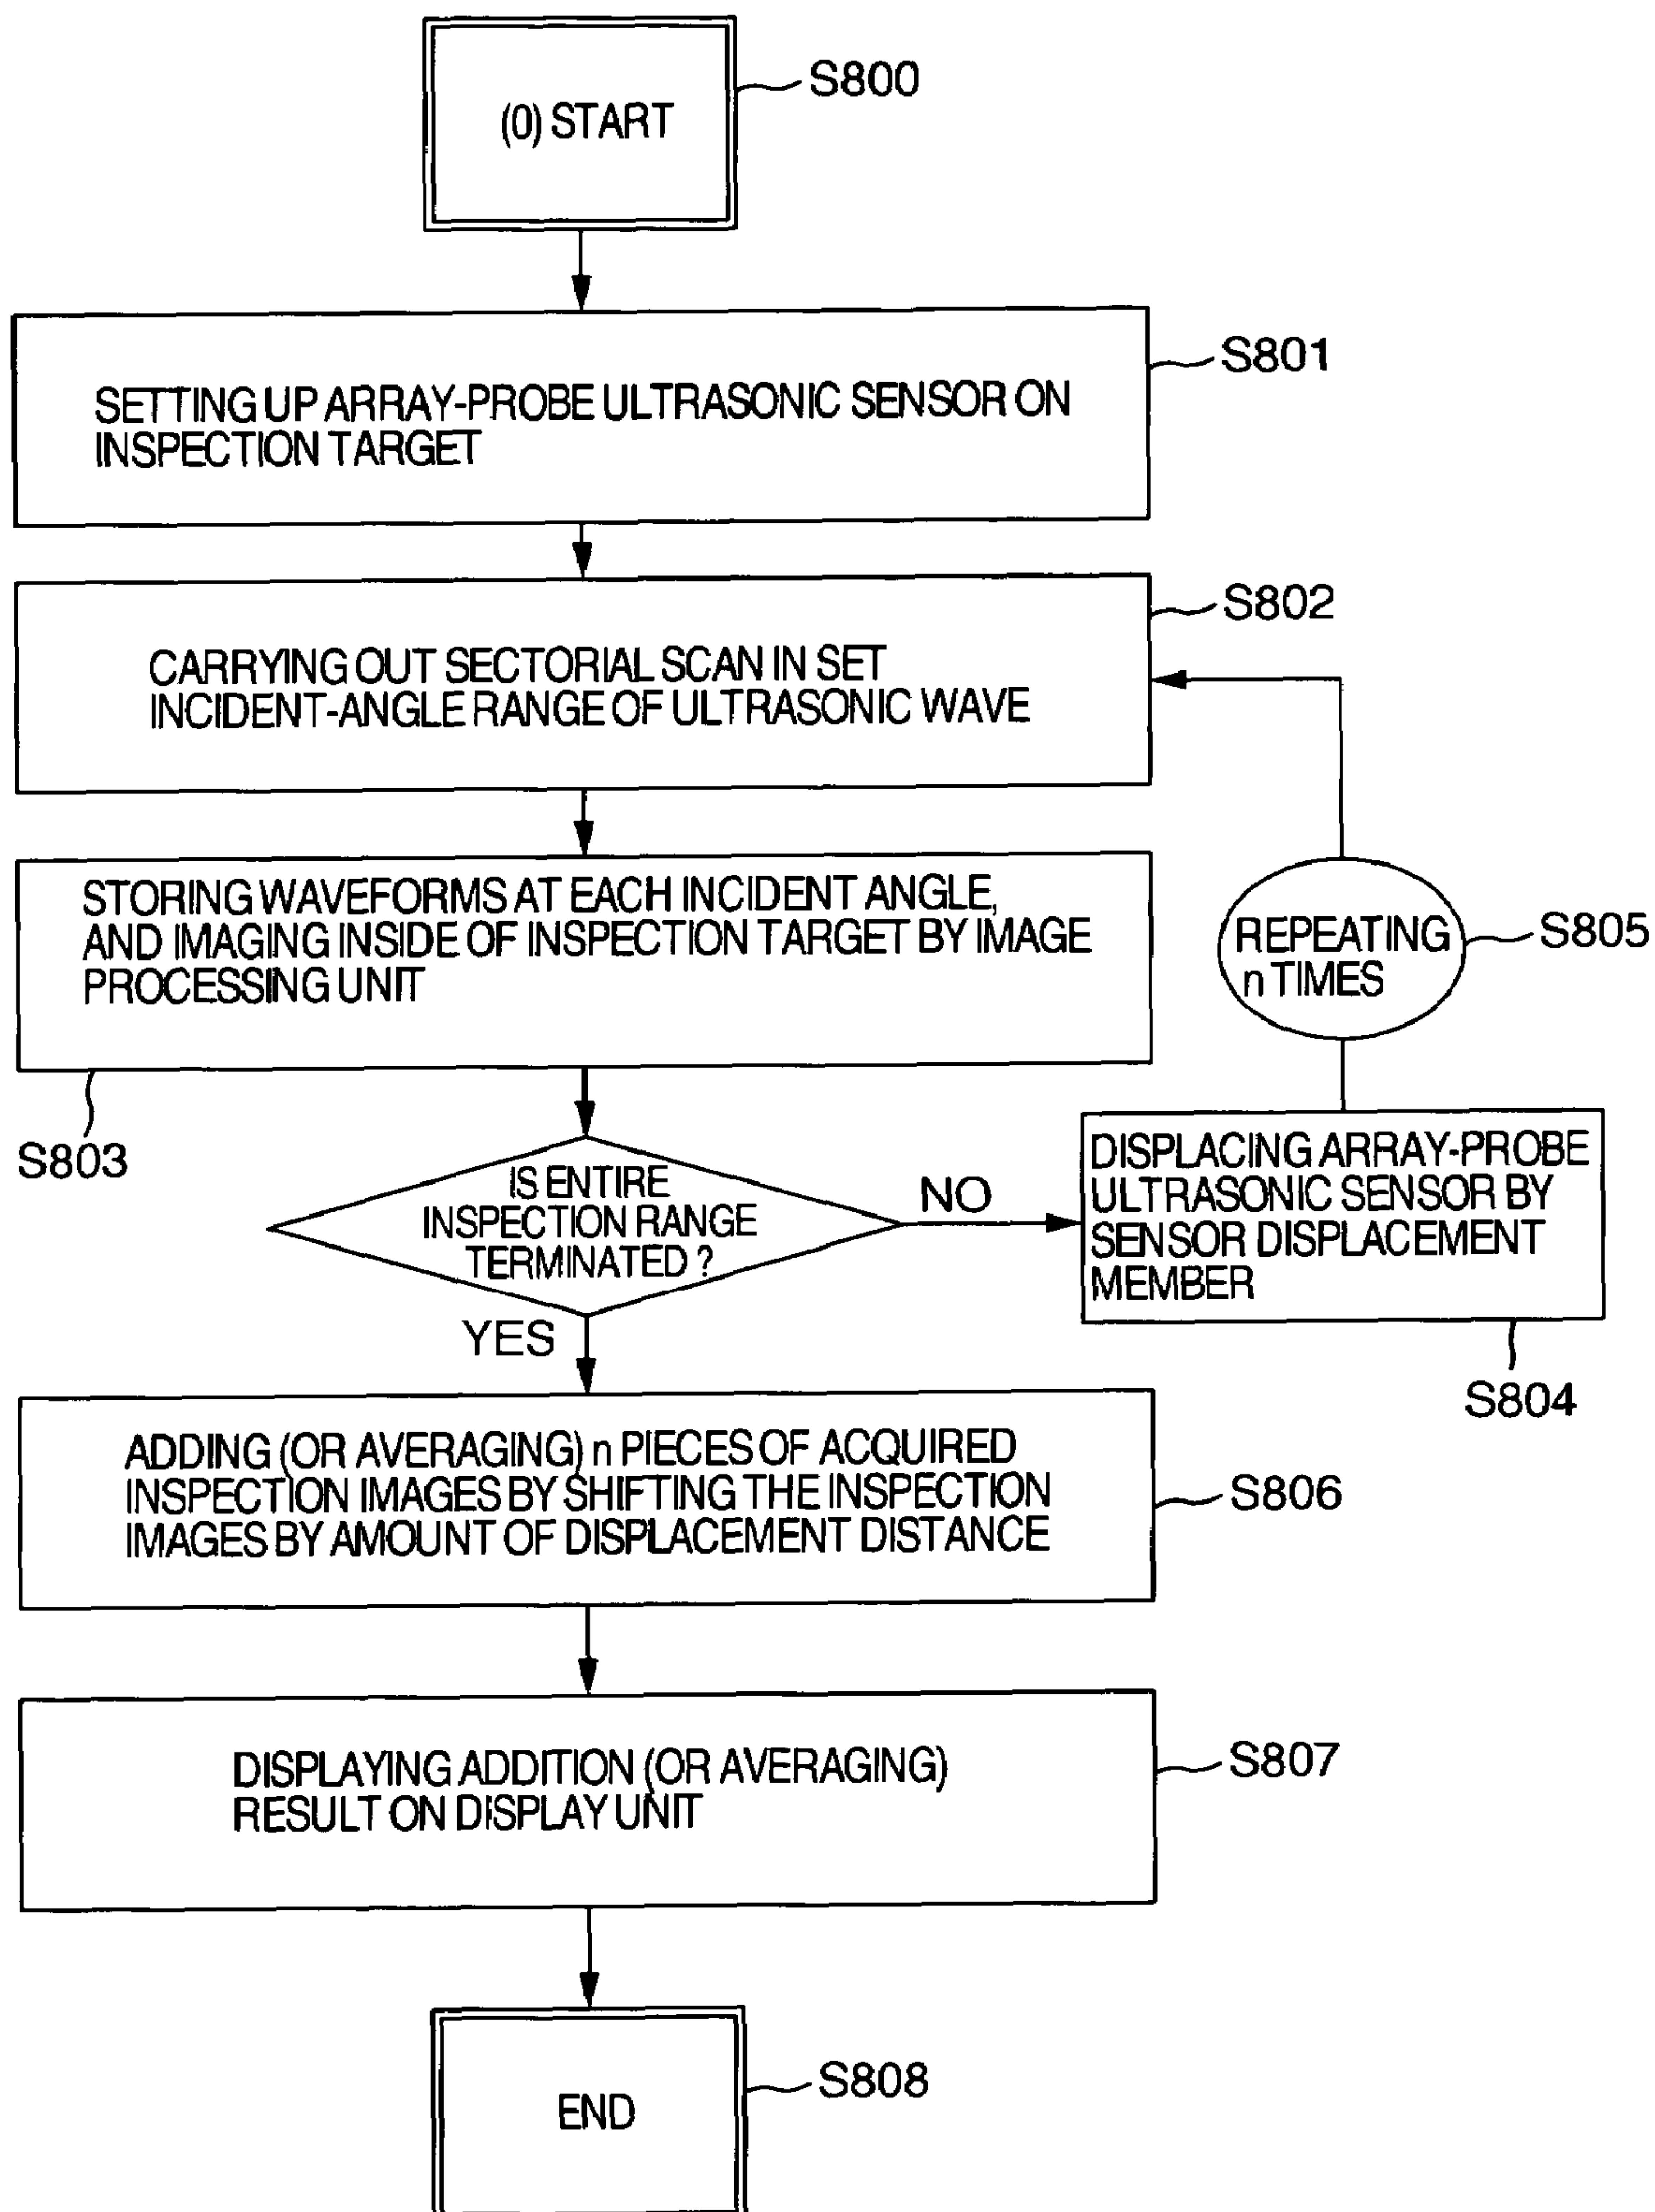 (0) START
S800
S801
SETTING UP ARRAY-PROBE ULTRASONIC SENSOR ON
INSPECTION TARGET
S802
CARRYING OUT SECTORIAL SCAN IN SET
INCIDENT-ANGLE RANGE OF ULTRASONIC WAVE
STORING WAVEFORMS AT EACH INCIDENT ANGLE,
AND IMAGING INSIDE OF INSPECTION TARGET BY IMAGE
PROCESSING UNIT
S803
REPEATING
n TIMES
S805
IS ENTIRE
INSPECTION RANGE
TERMINATED ?
NO
YES
DISPLACING ARRAY-PROBE
ULTRASONIC SENSOR BY
SENSOR DISPLACEMENT
MEMBER
S804
ADDING (OR AVERAGING) n PIECES OF ACQUIRED
INSPECTION IMAGES BY SHIFTING THE INSPECTION
IMAGES BY AMOUNT OF DISPLACEMENT DISTANCE
S806
DISPLAYING ADDITION (OR AVERAGING)
RESULT ON DISPLAY UNIT
S807
END
S808